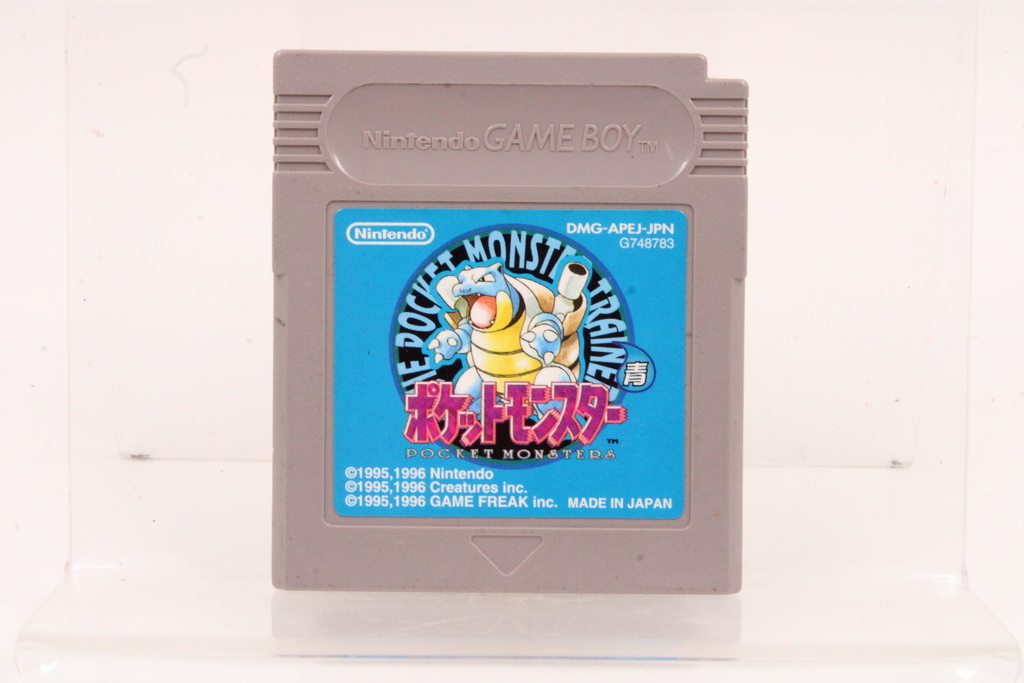 Nintendo GAME BOY TM
Nintendo
DMG-APEJ-JPN
G748783
POCKET MONSTER TRAINE
青
ポケットモンスター
TM
POCKET MONSTERS
©1995,1996 Nintendo
©1995,1996 Creatures inc.
©1995,1996 GAME FREAK inc. MADE IN JAPAN